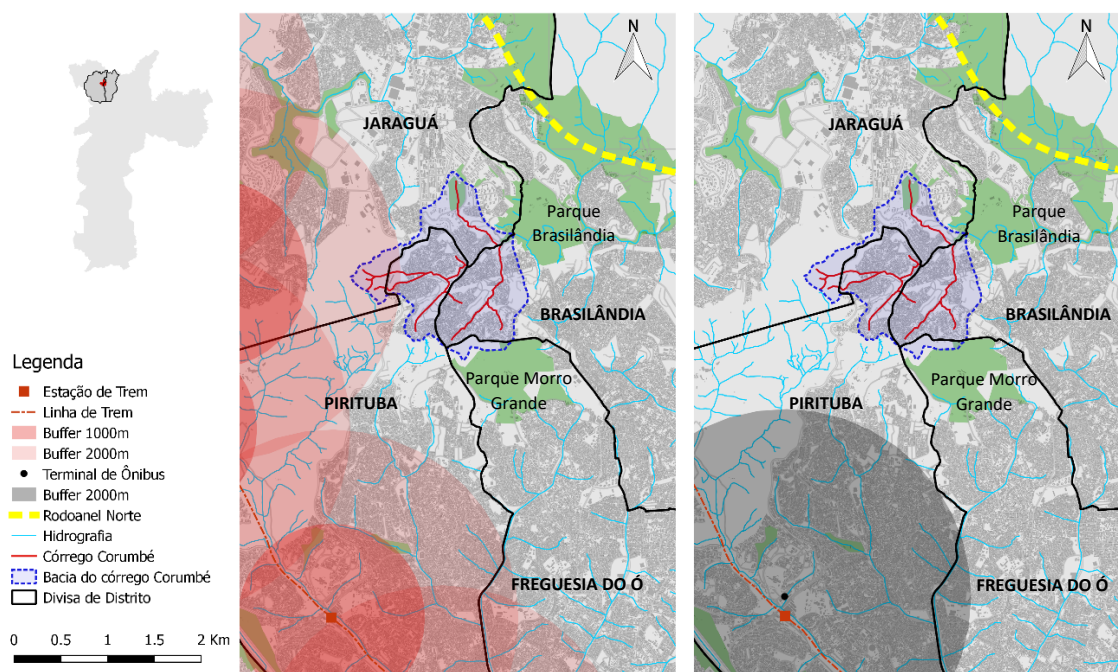 Legenda
Estação de Trem
Linha de Trem
Buffer 1000m
Buffer 2000m
Terminal de Ônibus
Buffer 2000m
Rodoanel Norte
Hidrografia
Córrego Corumbé
Bacia do córrego Corumbé
Divisa de Distrito
0 0.5 1 1.5 2 Km
N
JARAGUÁ
Parque
Brasilândia
BRASILÂNDIA
Parque Morro
Grande
PIRITUBA
FREGUESIA DO Ó
N
JARAGUÁ
Parque
Brasilândia
BRASILÂNDIA
Parque Morro
Grande
PIRITUBA
FREGUESIA DO Ó